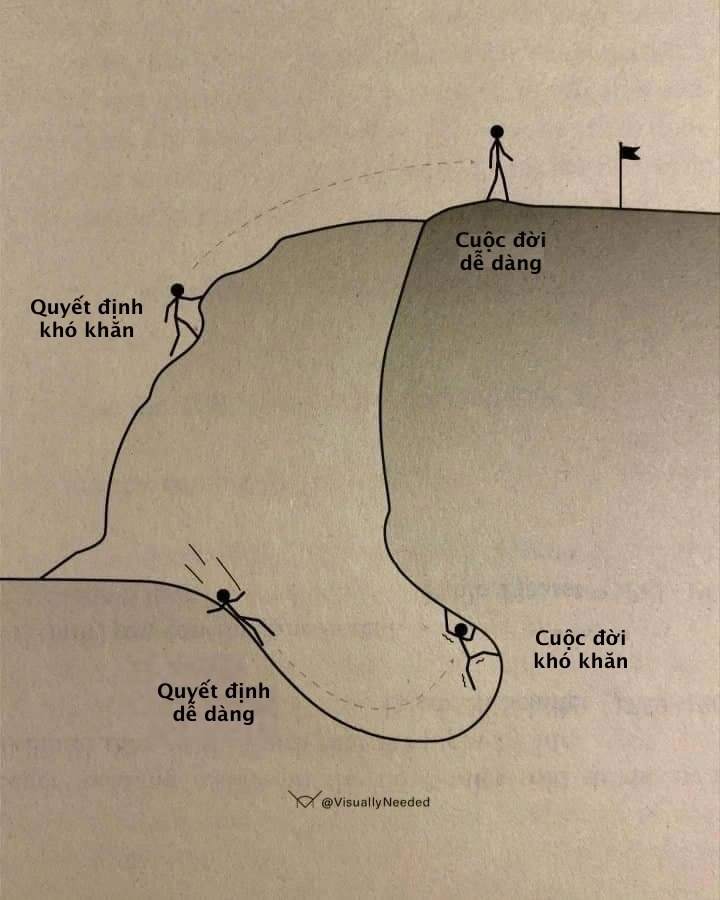 Cuộc đời
dễ dàng
Quyết định
khó khăn
Quyết định
dễ dàng
Cuộc đời
khó khăn
@VisuallyNeeded